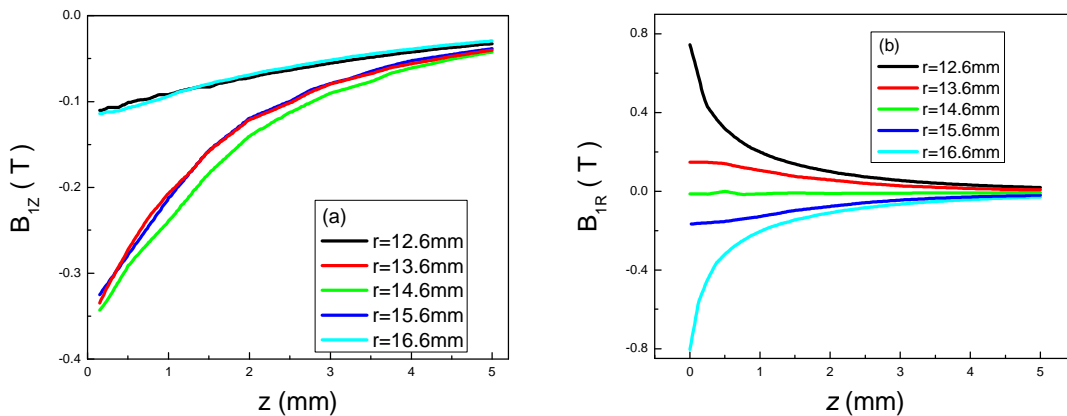 0.0
-0.1
-0.2
-0.3
-0.4
B1Z ( T )
(a)
r=12.6mm
r=13.6mm
r=14.6mm
r=15.6mm
r=16.6mm
0 1 2 3 4 5
z (mm)
0.8
0.4
0.0
-0.4
-0.8
B1R ( T )
(b)
r=12.6mm
r=13.6mm
r=14.6mm
r=15.6mm
r=16.6mm
0 1 2 3 4 5
z (mm)